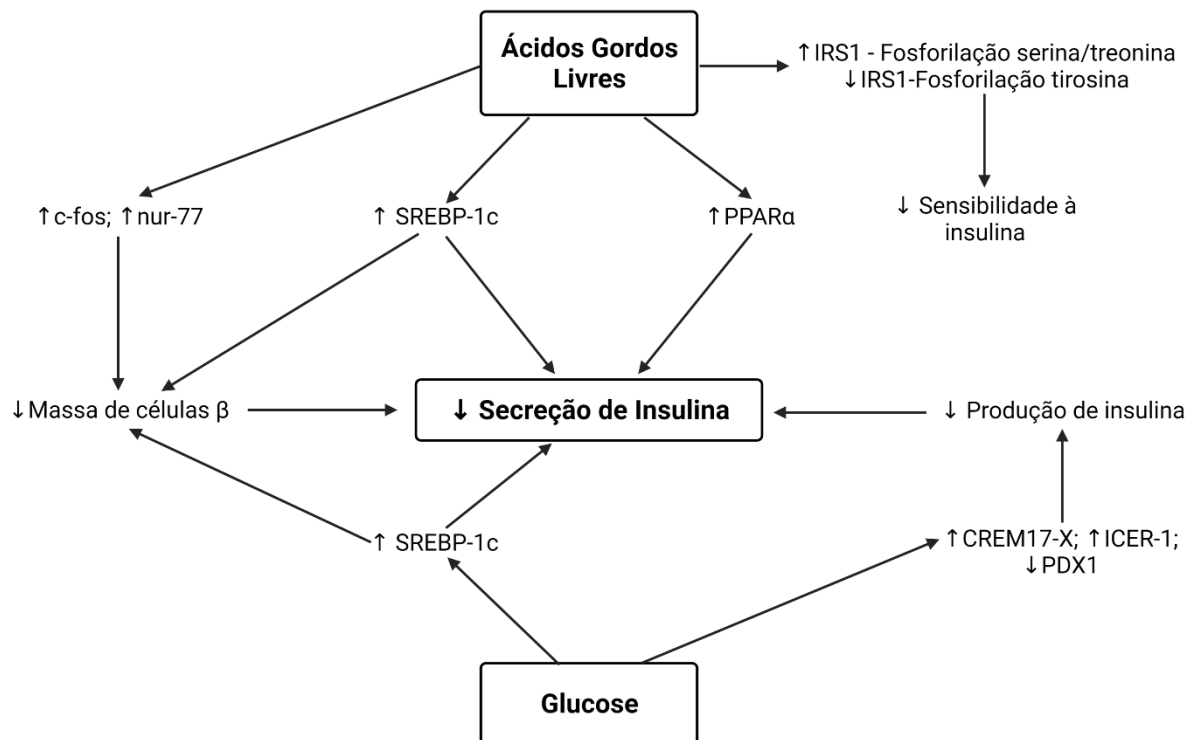 Ácidos Gordos
Livres
↑IRS1 - Fosforilação serina/treonina
↓IRS1-Fosforilação tirosina
↑c-fos; ↑nur-77
↑ SREBP-1c
↑PPARα
↓ Sensibilidade à
insulina
↓Massa de células β
↓ Secreção de Insulina
↓ Produção de insulina
↑ SREBP-1c
↑CREM17-X; ↑ICER-1;
↓PDX1
Glucose